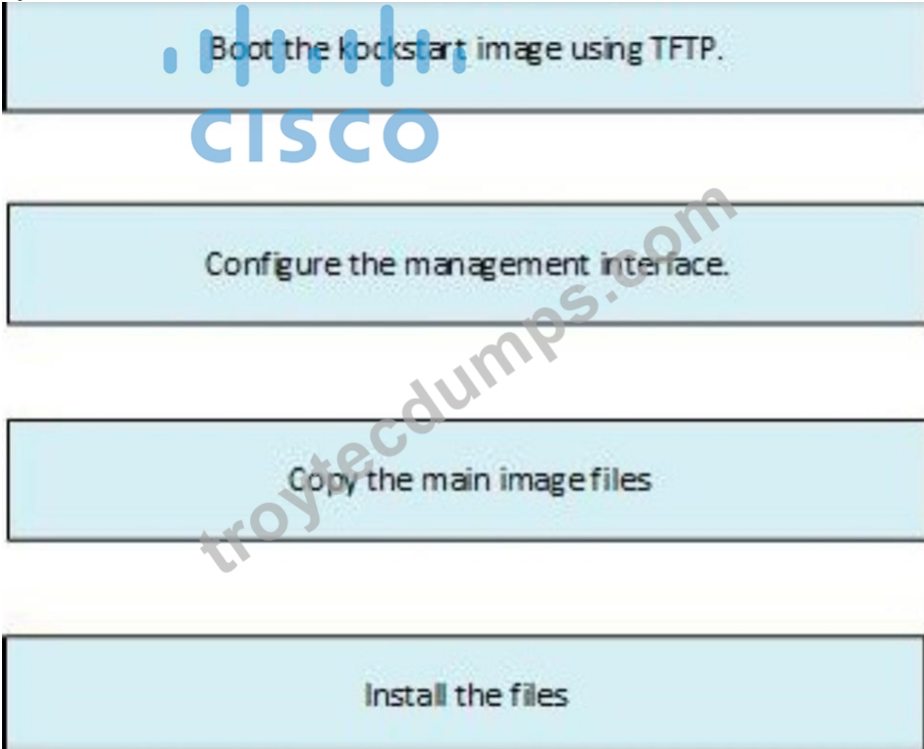 Boot the kockstart image using TFTP.
CISCO
Configure the management interface.
troytecdumps.com
Copy the main image files
Install the files